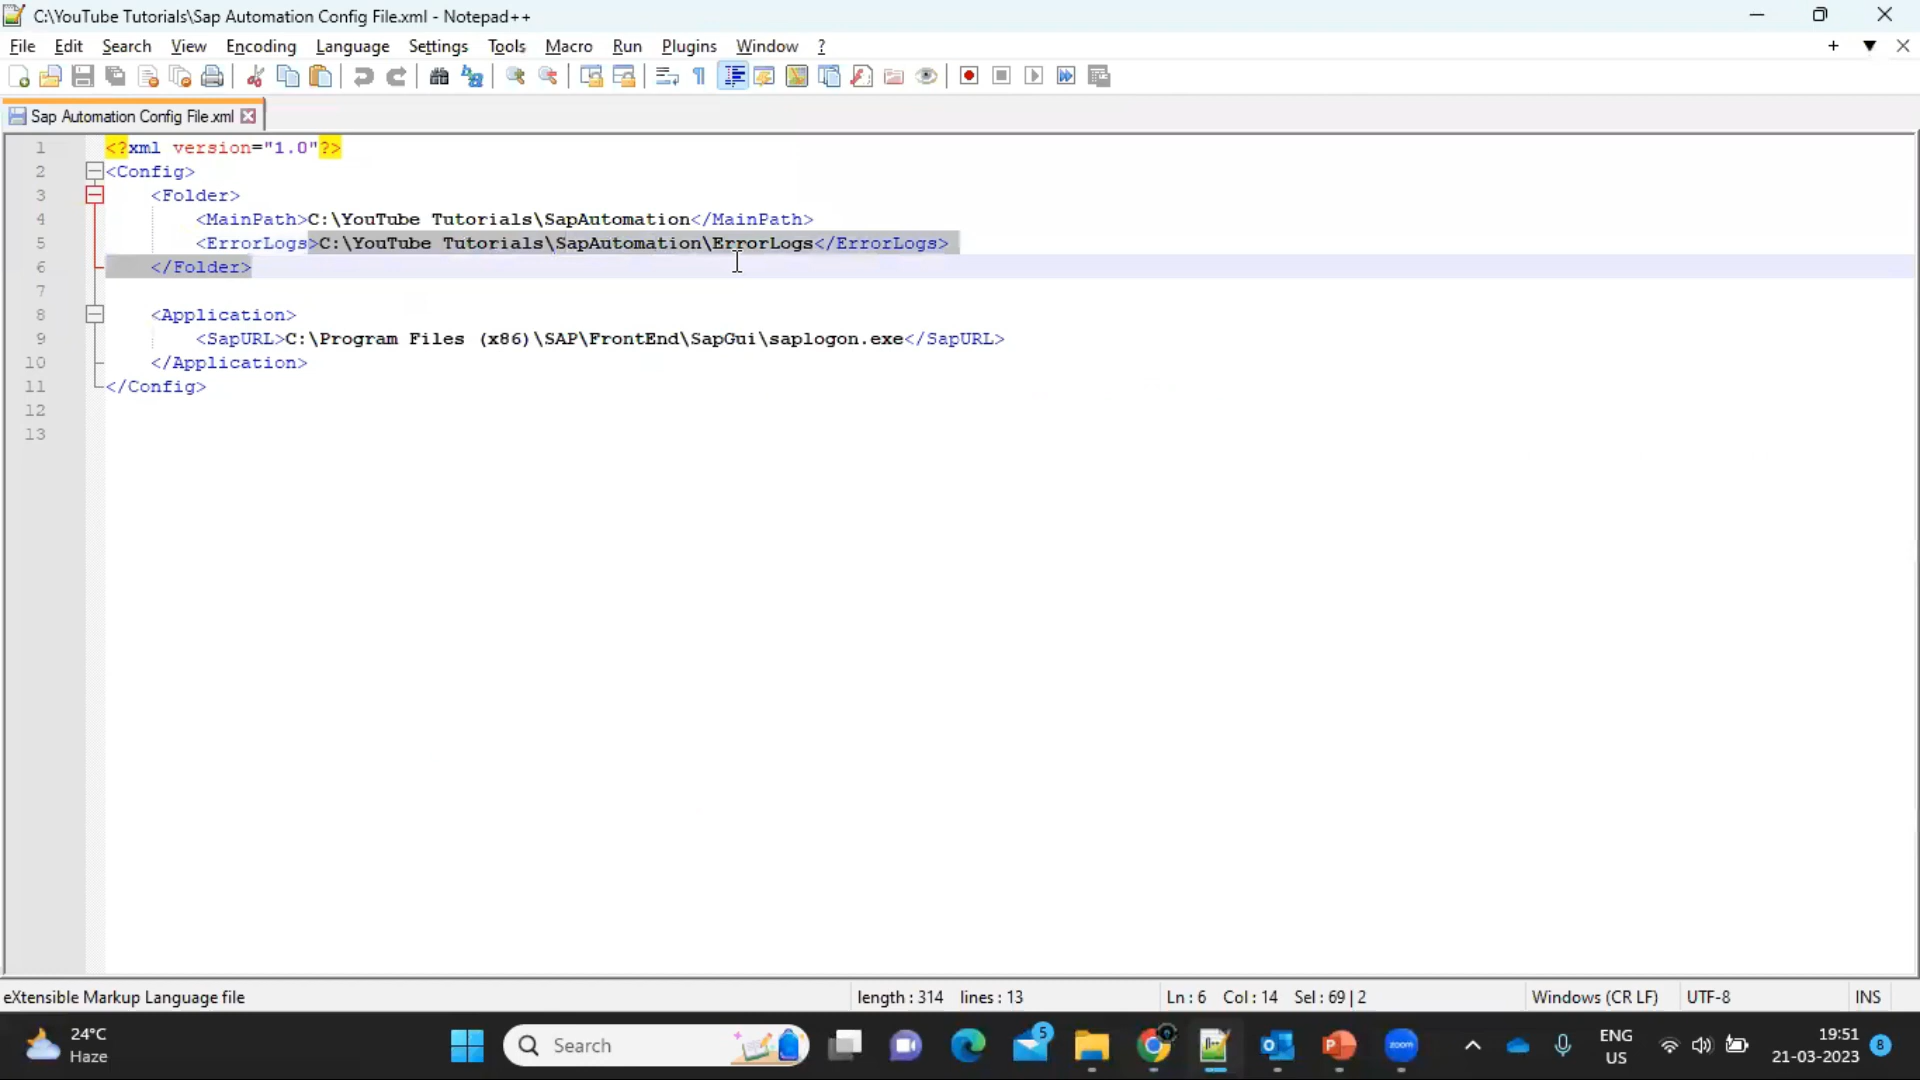 C:\YouTube Tutorials\Sap Automation Config File.xml - Notepad++
File Edit Search View Encoding Language Settings Tools Macro Run Plugins Window ?
Sap Automation Config File.xml
1 <?xml version="1.0"?>
2 <Config>
3 <Folder>
4 <MainPath>C:\YouTube Tutorials\SapAutomation</MainPath>
5 <ErrorLogs>C:\YouTube Tutorials\SapAutomation\ErrorLogs</ErrorLogs>
6 </Folder>
7
8 <Application>
9 <SapURL>C:\Program Files (x86)\SAP\FrontEnd\SapGui\saplogon.exe</SapURL>
10 </Application>
11 </Config>
12
13
eXtensible Markup Language file length : 314 lines : 13 Ln : 6 Col : 14 Sel : 69 | 2 Windows (CR LF) UTF-8 INS
24°C
Haze
Search
5
zoom
ENG
US
19:51
21-03-2023
8